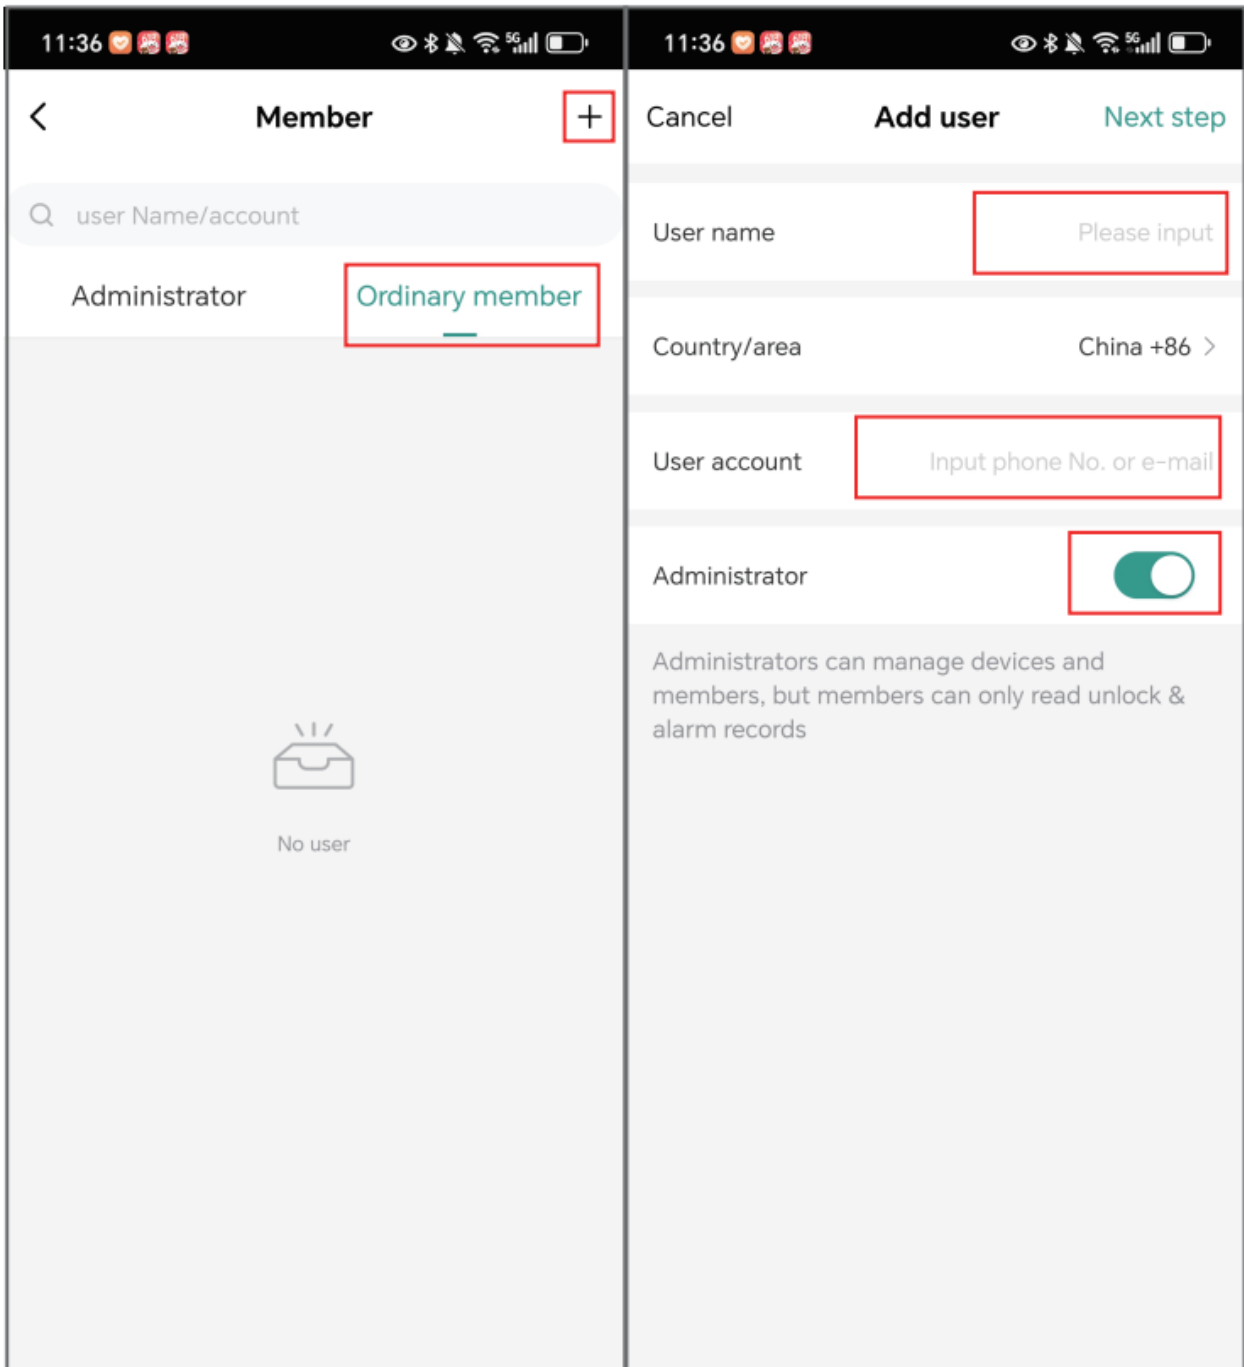 11:36
5G
Member
+
user Name/account
Administrator
Ordinary member
No user
11:36
5G
Cancel
Add user
Next step
User name
Please input
Country/area
China +86
User account
Input phone No. or e-mail
Administrator
Administrators can manage devices and
members, but members can only read unlock &
alarm records